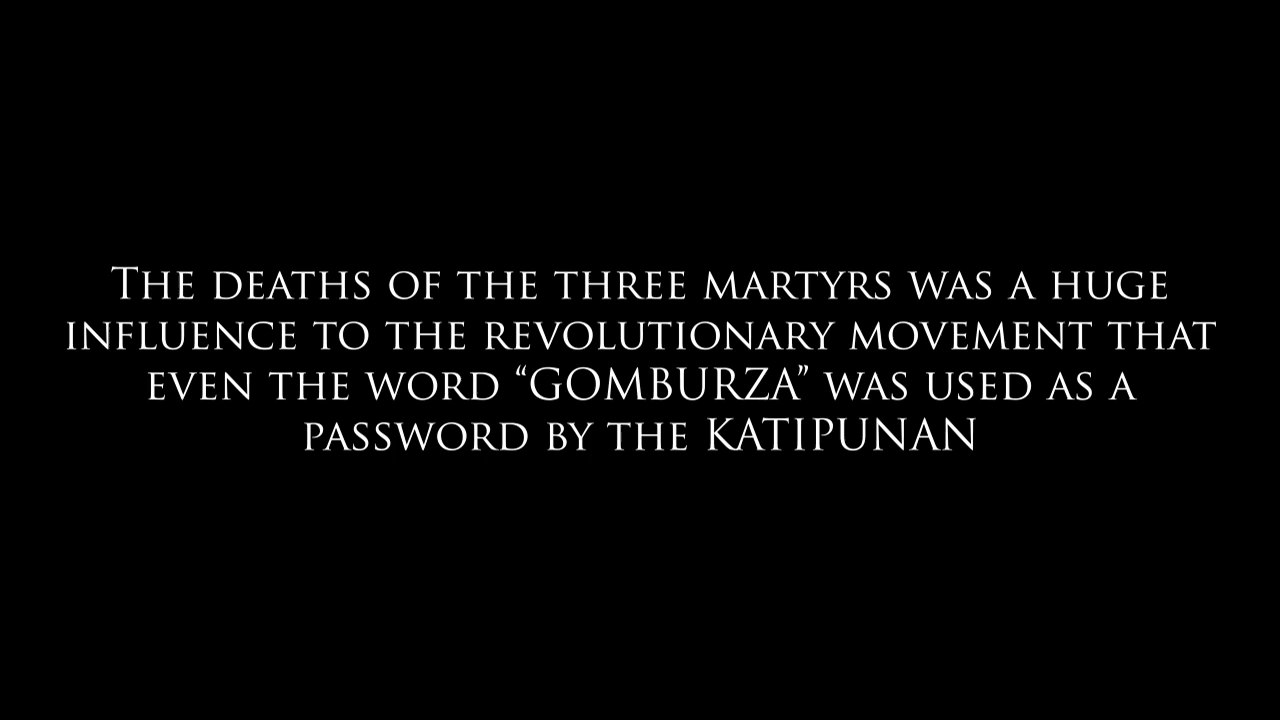 The deaths of the three martyrs was a huge
influence to the revolutionary movement that
even the word “GOMBURZA” was used as a
password by the KATIPUNAN